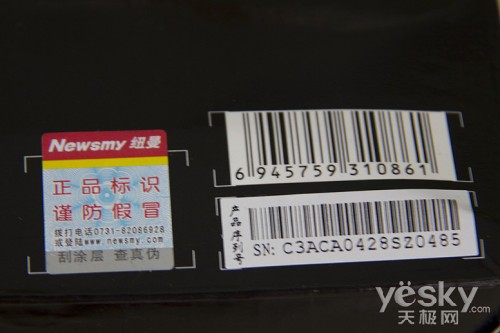 Newsmy 纽曼
正品标识
谨防假冒
拨打电话0731-82086928
或登陆www.newsmy.com
刮涂层 查真伪
6 945759 310861
产品序列号
SN: C3ACA0428SZ0485
yesky
天极网